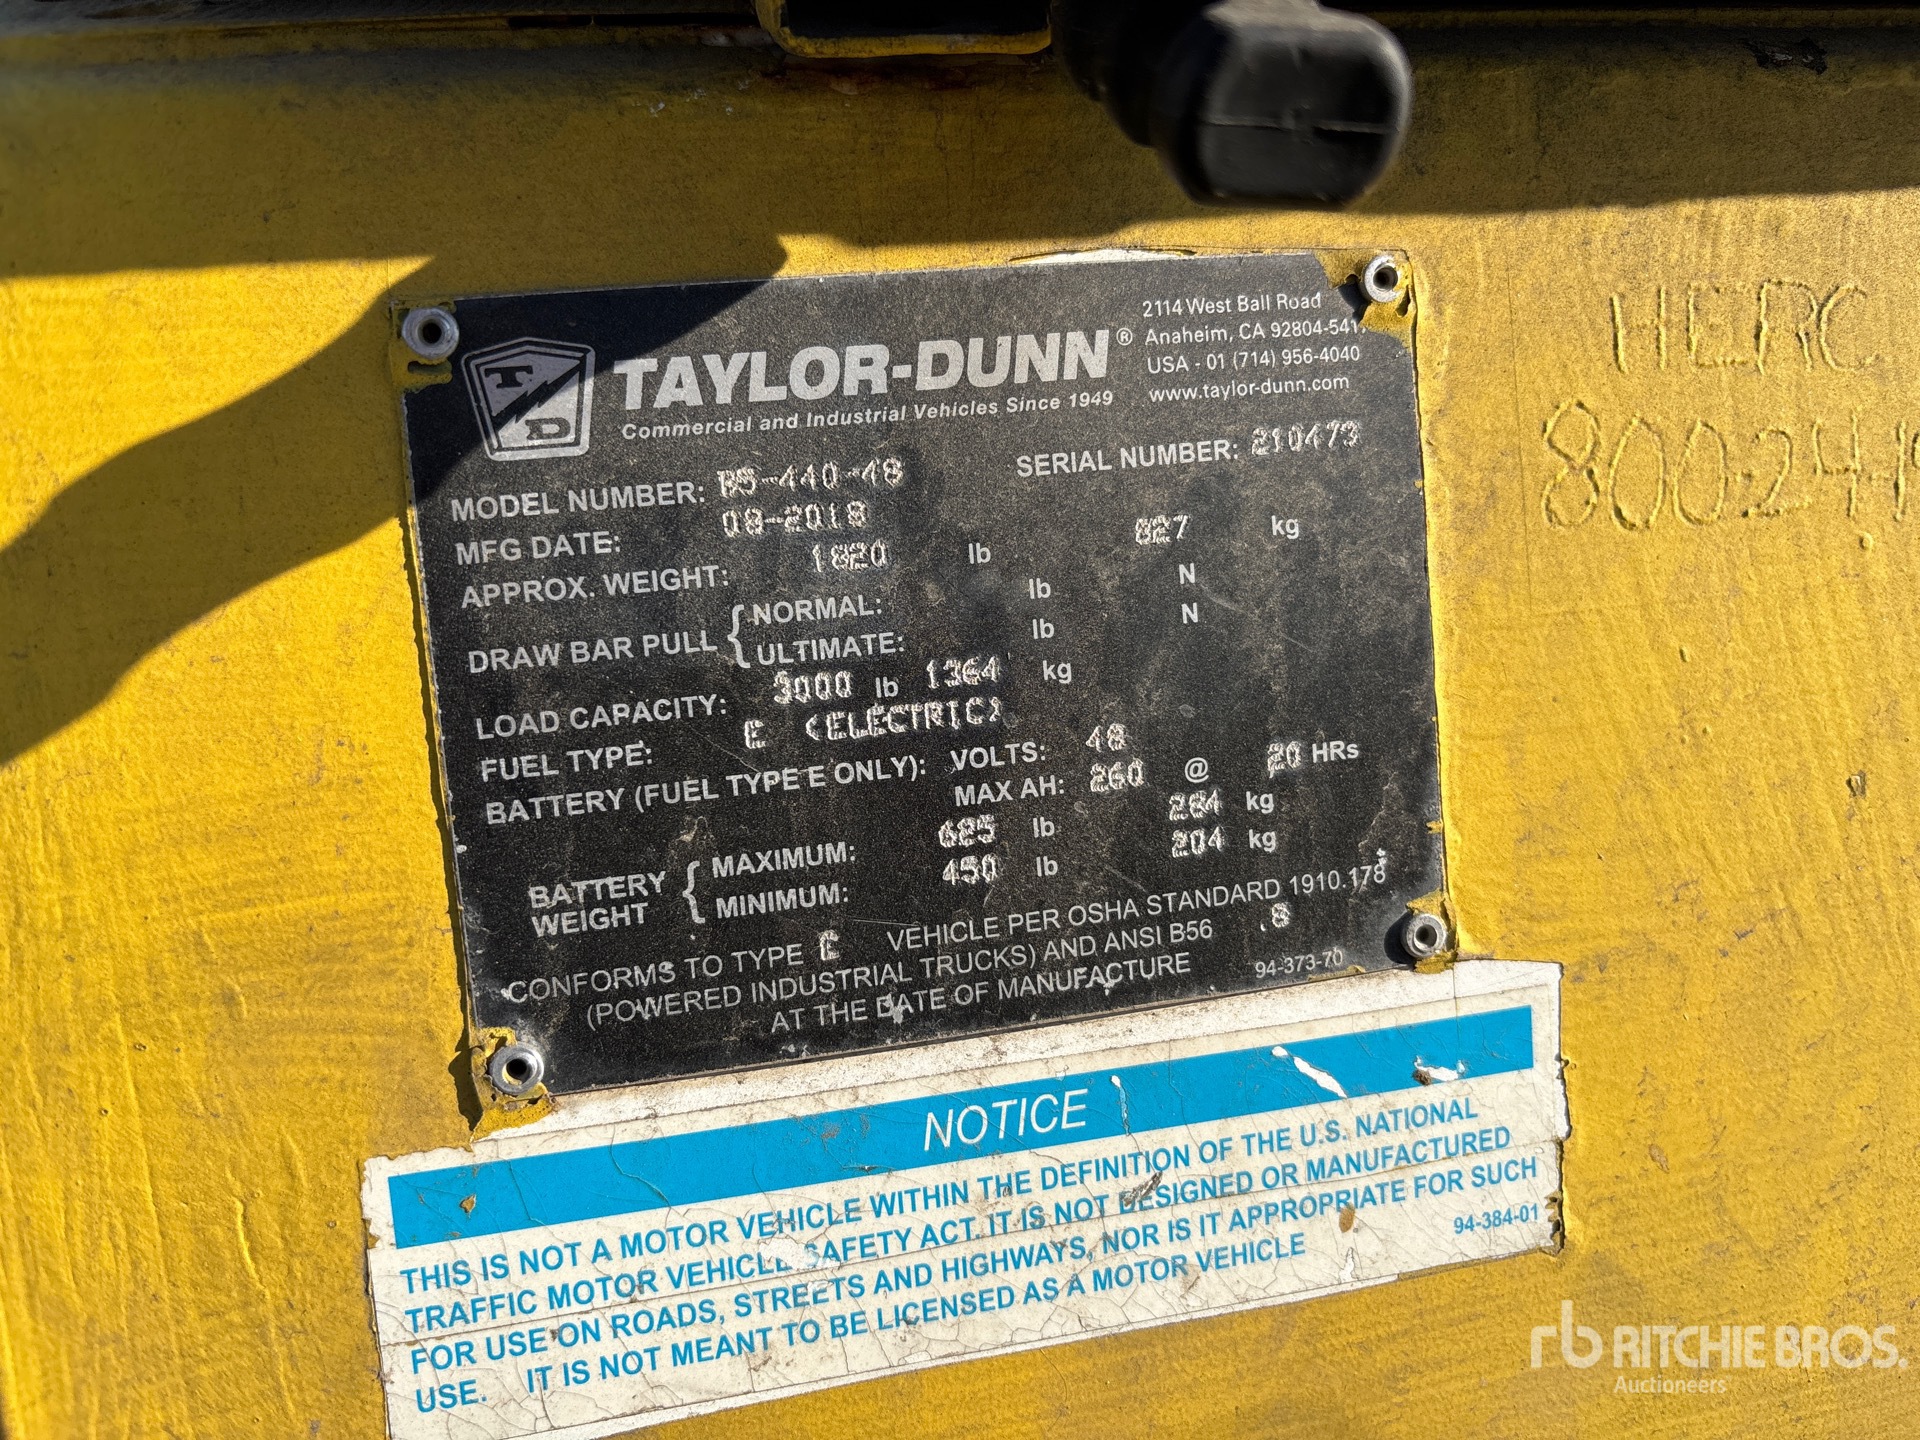 TAYLOR-DUNN®
Commercial and Industrial Vehicles Since 1949
2114 West Ball Road
Anaheim, CA 92804-541
USA - 01 (714) 956-4040
www.taylor-dunn.com
T D
MODEL NUMBER: B5-440-48 SERIAL NUMBER: 210473
MFG DATE: 08-2018
APPROX. WEIGHT: 1820 lb 827 kg
DRAW BAR PULL { NORMAL: lb N
ULTIMATE: lb N
LOAD CAPACITY: 3000 lb 1364 kg
FUEL TYPE: E (ELECTRIC)
BATTERY (FUEL TYPE E ONLY): VOLTS: 48
MAX AH: 260 @ 20 HRs
BATTERY WEIGHT { MAXIMUM: 625 lb 284 kg
MINIMUM: 450 lb 204 kg
CONFORMS TO TYPE E VEHICLE PER OSHA STANDARD 1910.178
(POWERED INDUSTRIAL TRUCKS) AND ANSI B56 .8
AT THE DATE OF MANUFACTURE 94-373-70
HERC
800244
NOTICE
THIS IS NOT A MOTOR VEHICLE WITHIN THE DEFINITION OF THE U.S. NATIONAL
TRAFFIC MOTOR VEHICLE SAFETY ACT. IT IS NOT DESIGNED OR MANUFACTURED
FOR USE ON ROADS, STREETS AND HIGHWAYS, NOR IS IT APPROPRIATE FOR SUCH
USE. IT IS NOT MEANT TO BE LICENSED AS A MOTOR VEHICLE 94-384-01
rb RITCHIE BROS.
Auctioneers